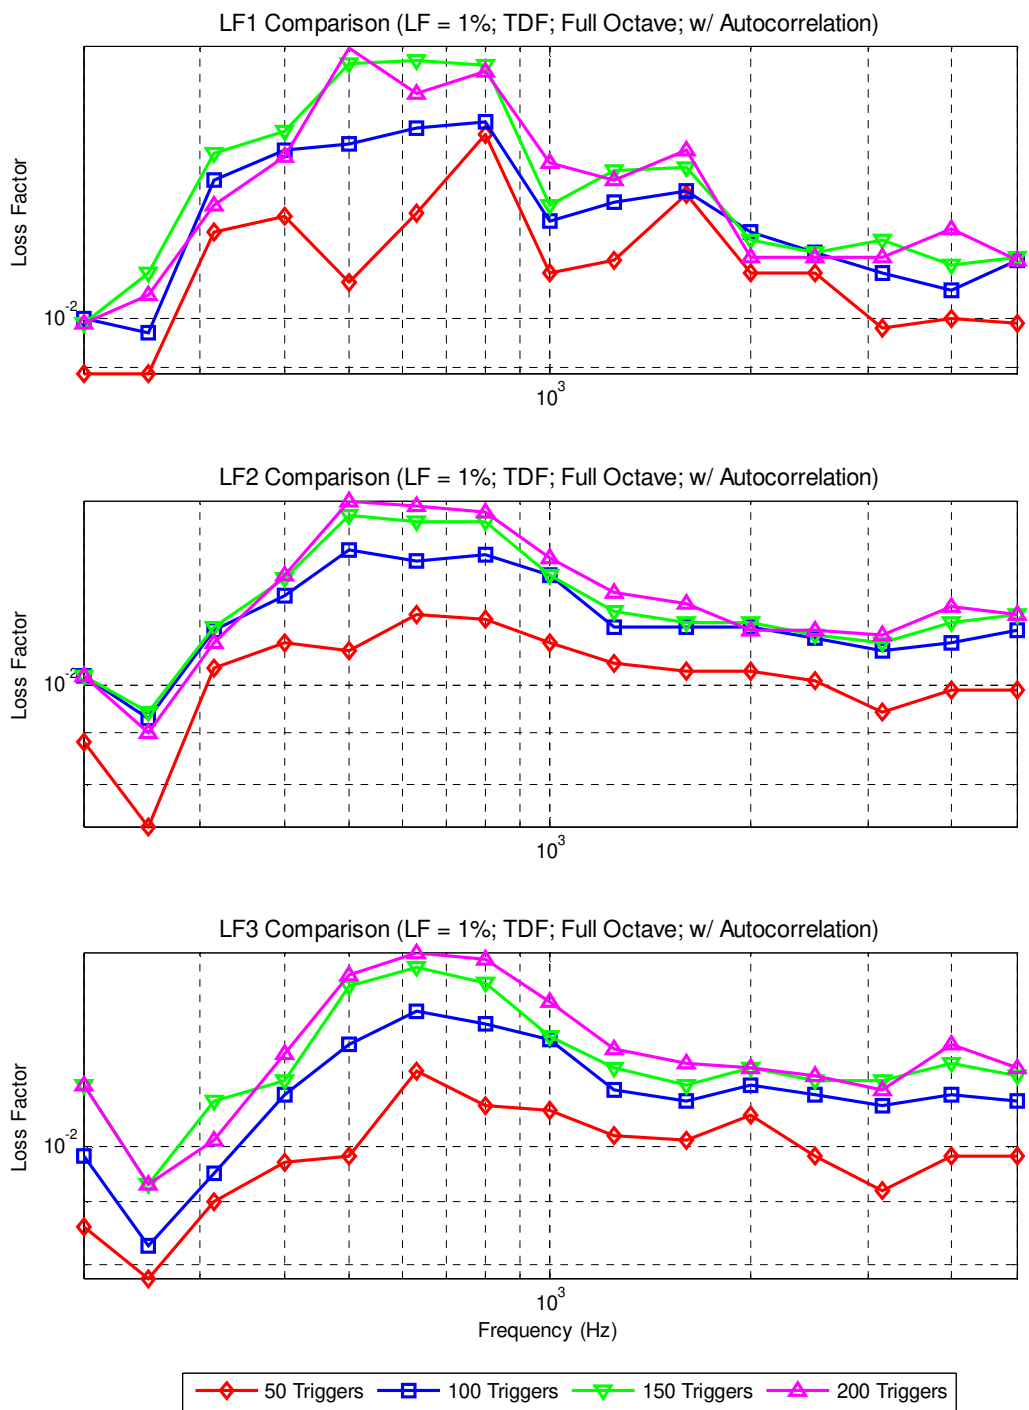 LF1 Comparison (LF = 1%; TDF; Full Octave; w/ Autocorrelation)
Loss Factor
10^-2
10^3
LF2 Comparison (LF = 1%; TDF; Full Octave; w/ Autocorrelation)
Loss Factor
10^-2
10^3
LF3 Comparison (LF = 1%; TDF; Full Octave; w/ Autocorrelation)
Loss Factor
10^-2
10^3
Frequency (Hz)
50 Triggers 100 Triggers 150 Triggers 200 Triggers